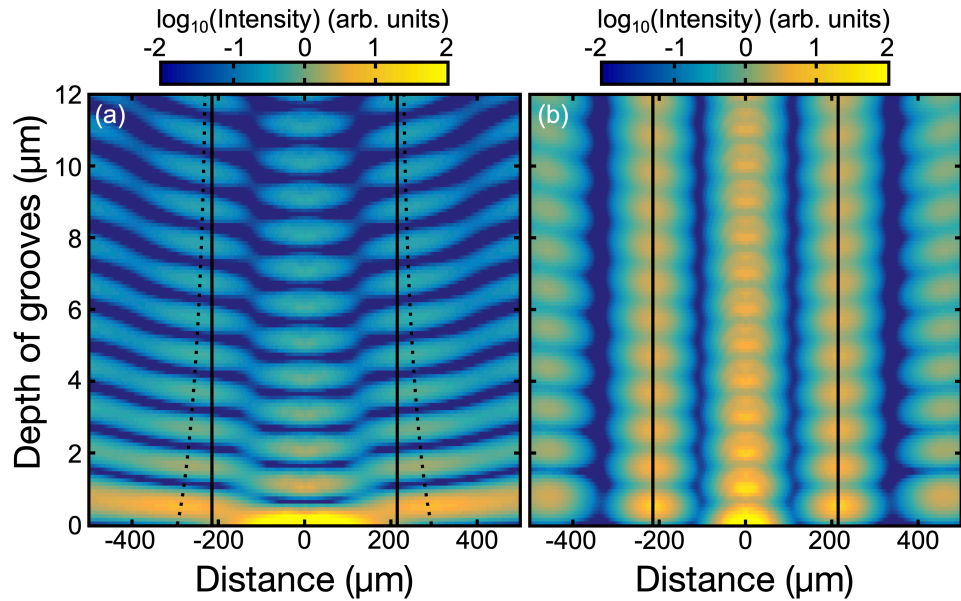 log₁₀(Intensity) (arb. units) log₁₀(Intensity) (arb. units)
-2 -1 0 1 2 -2 -1 0 1 2
(a) (b)
12
10
8
6
4
2
0
Depth of grooves (µm)
-400 -200 0 200 400 -400 -200 0 200 400
Distance (µm) Distance (µm)